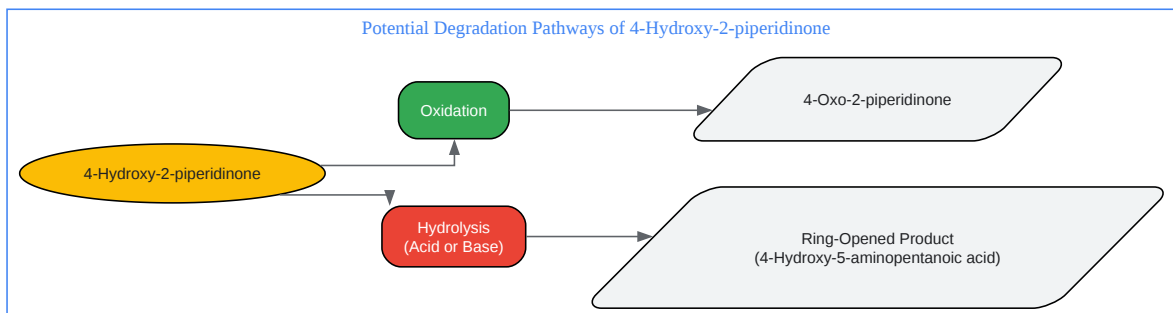 Potential Degradation Pathways of 4-Hydroxy-2-piperidinone
4-Hydroxy-2-piperidinone
Oxidation
4-Oxo-2-piperidinone
Hydrolysis
(Acid or Base)
Ring-Opened Product
(4-Hydroxy-5-aminopentanoic acid)